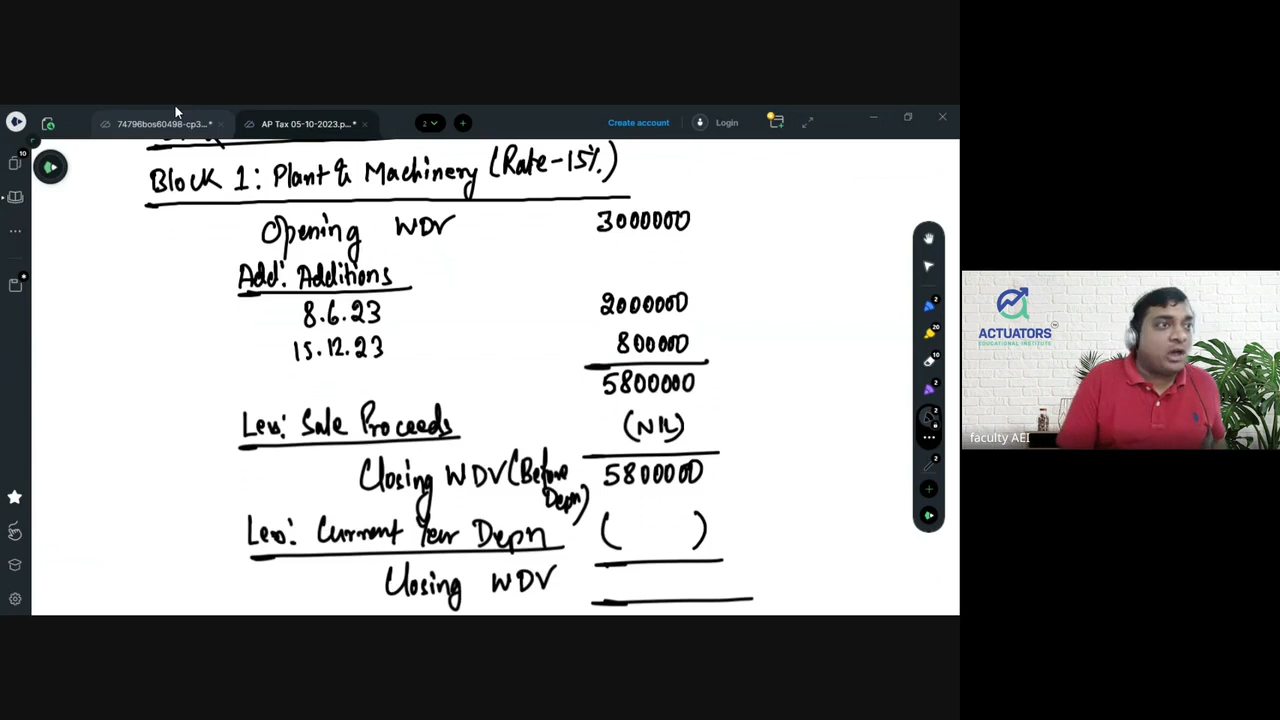 74796bos60498-cp3...*
AP Tax 05-10-2023.p...*
2
Create account
Login
Block 1: Plant & Machinery (Rate-15%)
Opening WDV 3000000
Add: Additions
8.6.23 2000000
15.12.23 800000
5800000
Less: Sale Proceeds (NIL)
Closing WDV (Before Depn) 5800000
Less: Current Year Depn ( )
Closing WDV
ACTUATORS
EDUCATIONAL INSTITUTE
faculty AEI